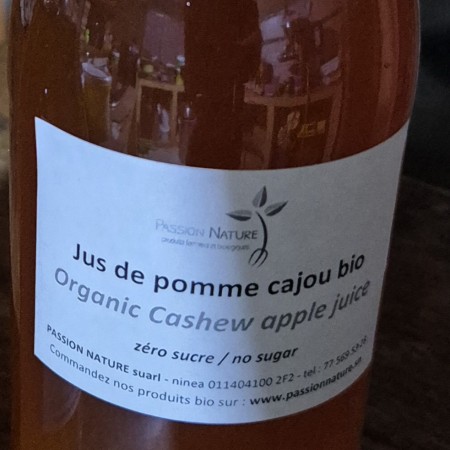 PASSION NATURE
Jus de pomme cajou bio
Organic Cashew apple juice
zéro sucre / no sugar
PASSION NATURE suarl - ninea 011404100 2F2 - tel : 77 569 53
Commandez nos produits bio sur : www.passionnature.sn